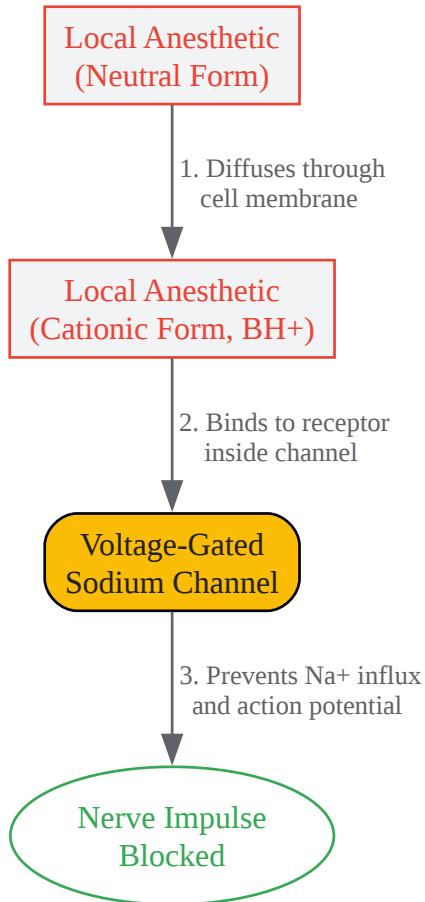 Local Anesthetic
(Neutral Form)
1. Diffuses through
cell membrane
Local Anesthetic
(Cationic Form, BH+)
2. Binds to receptor
inside channel
Voltage-Gated
Sodium Channel
3. Prevents Na+ influx
and action potential
Nerve Impulse
Blocked